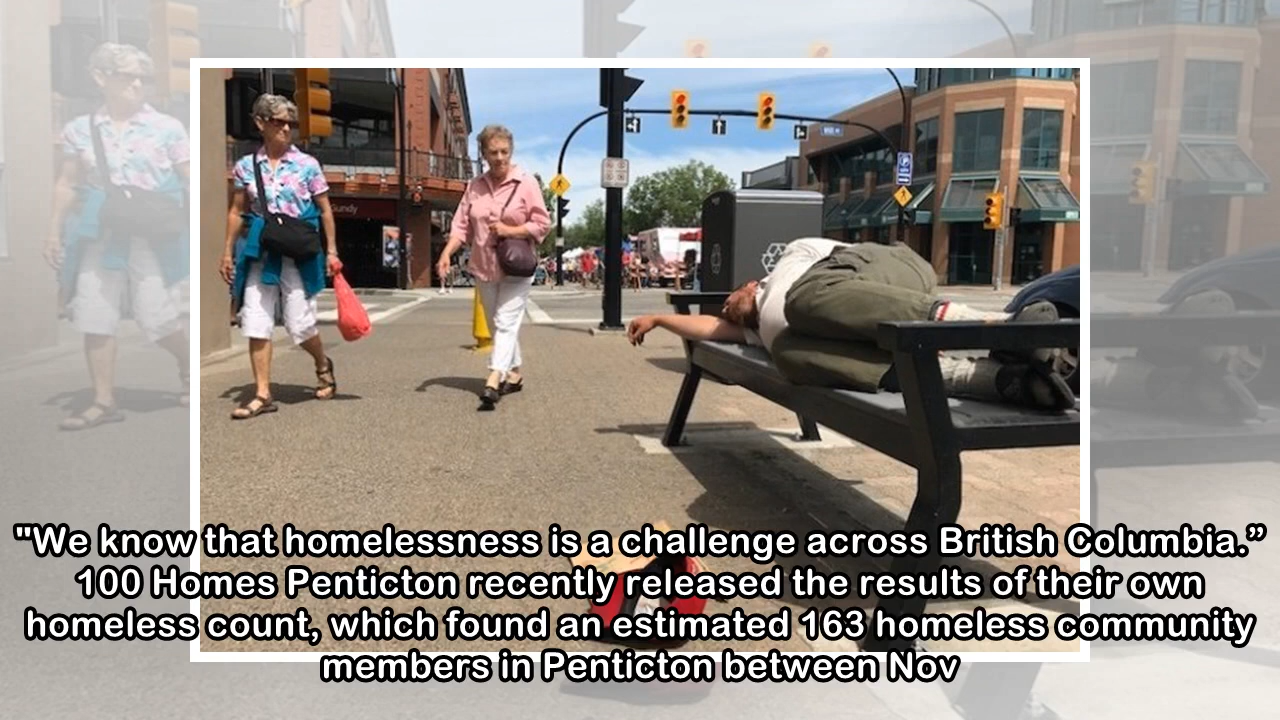 undy
"We know that homelessness is a challenge across British Columbia.”
100 Homes Penticton recently released the results of their own
homeless count, which found an estimated 163 homeless community
members in Penticton between Nov